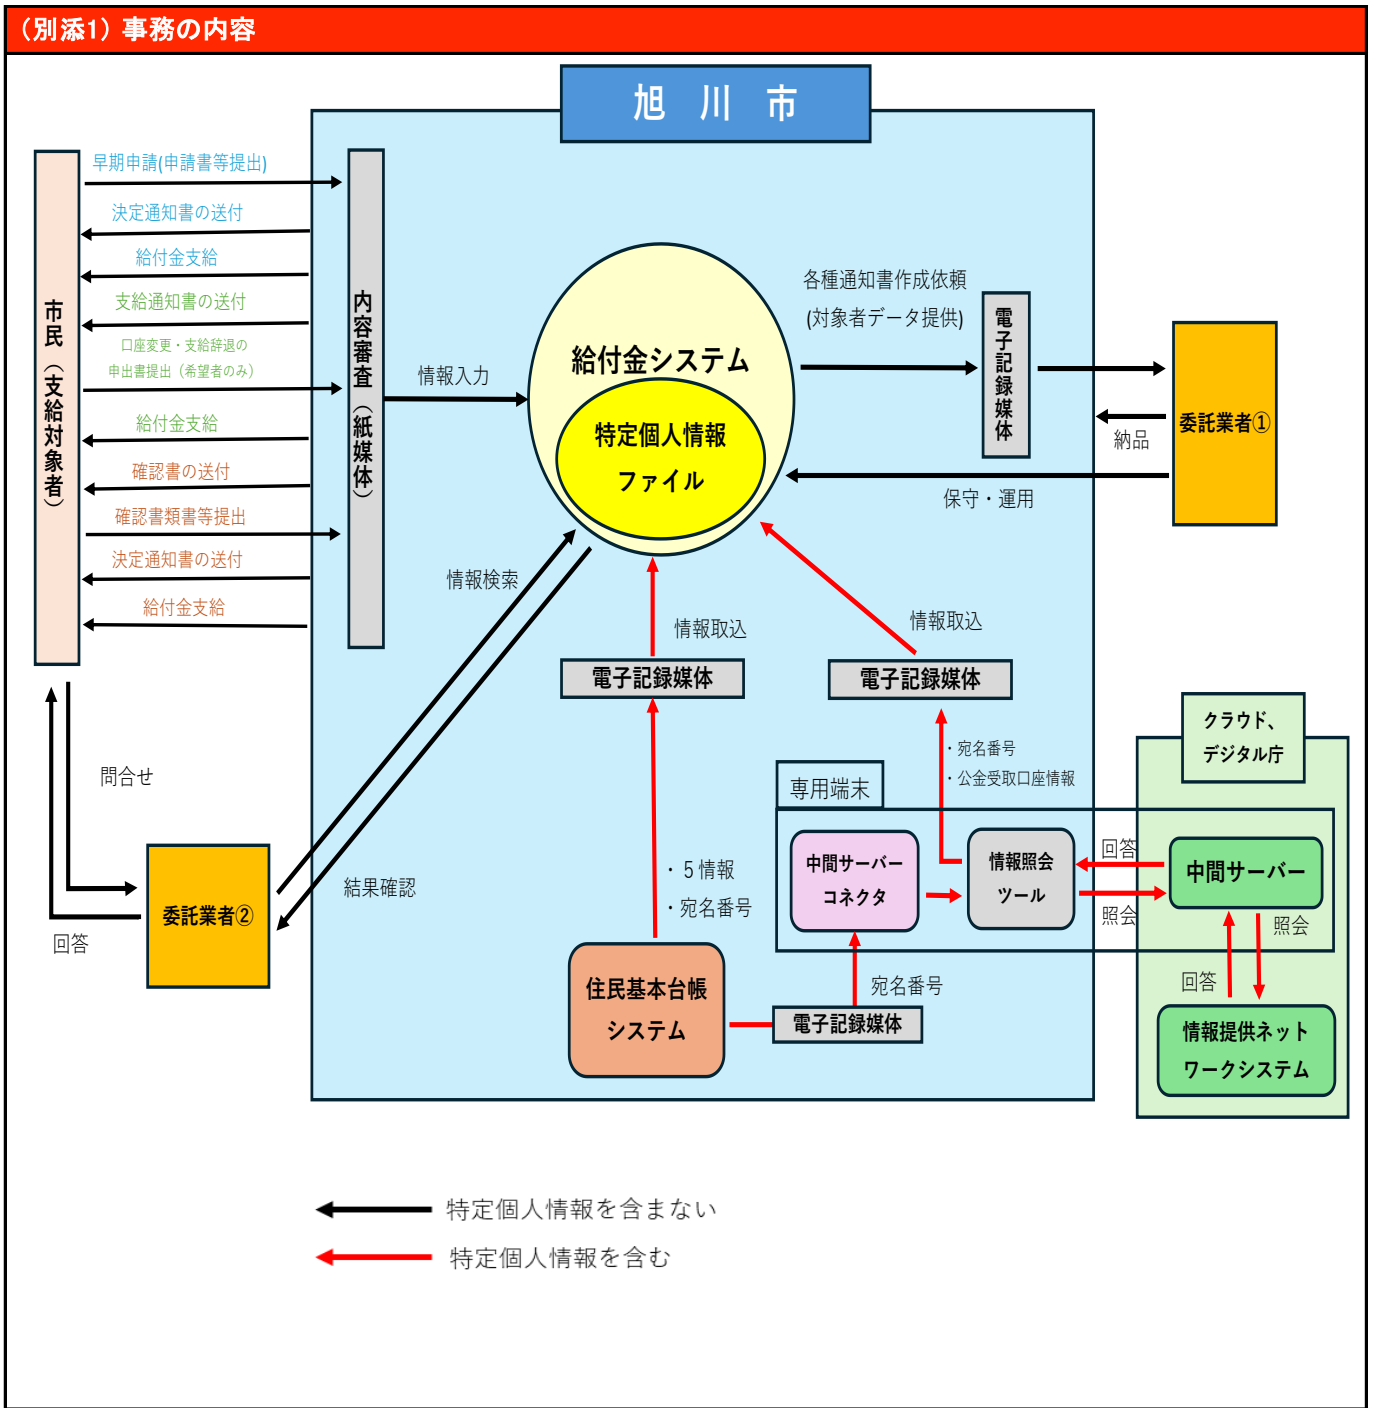 （別添1）事務の内容
旭 川 市
早期申請(申請書等提出)
決定通知書の送付
給付金支給
支給通知書の送付
口座変更・支給辞退の
申出書提出（希望者のみ）
給付金支給
確認書の送付
確認書類書等提出
決定通知書の送付
給付金支給
市民（支給対象者）
内容審査（紙媒体）
情報入力
給付金システム
特定個人情報
ファイル
各種通知書作成依頼
(対象者データ提供)
電子記録媒体
委託業者①
納品
保守・運用
情報検索
結果確認
問合せ
回答
委託業者②
情報取込
電子記録媒体
・５情報
・宛名番号
住民基本台帳
システム
情報取込
電子記録媒体
・宛名番号
・公金受取口座情報
専用端末
中間サーバー
コネクタ
情報照会
ツール
宛名番号
電子記録媒体
回答
照会
クラウド、
デジタル庁
中間サーバー
照会
回答
情報提供ネット
ワークシステム
特定個人情報を含まない
特定個人情報を含む